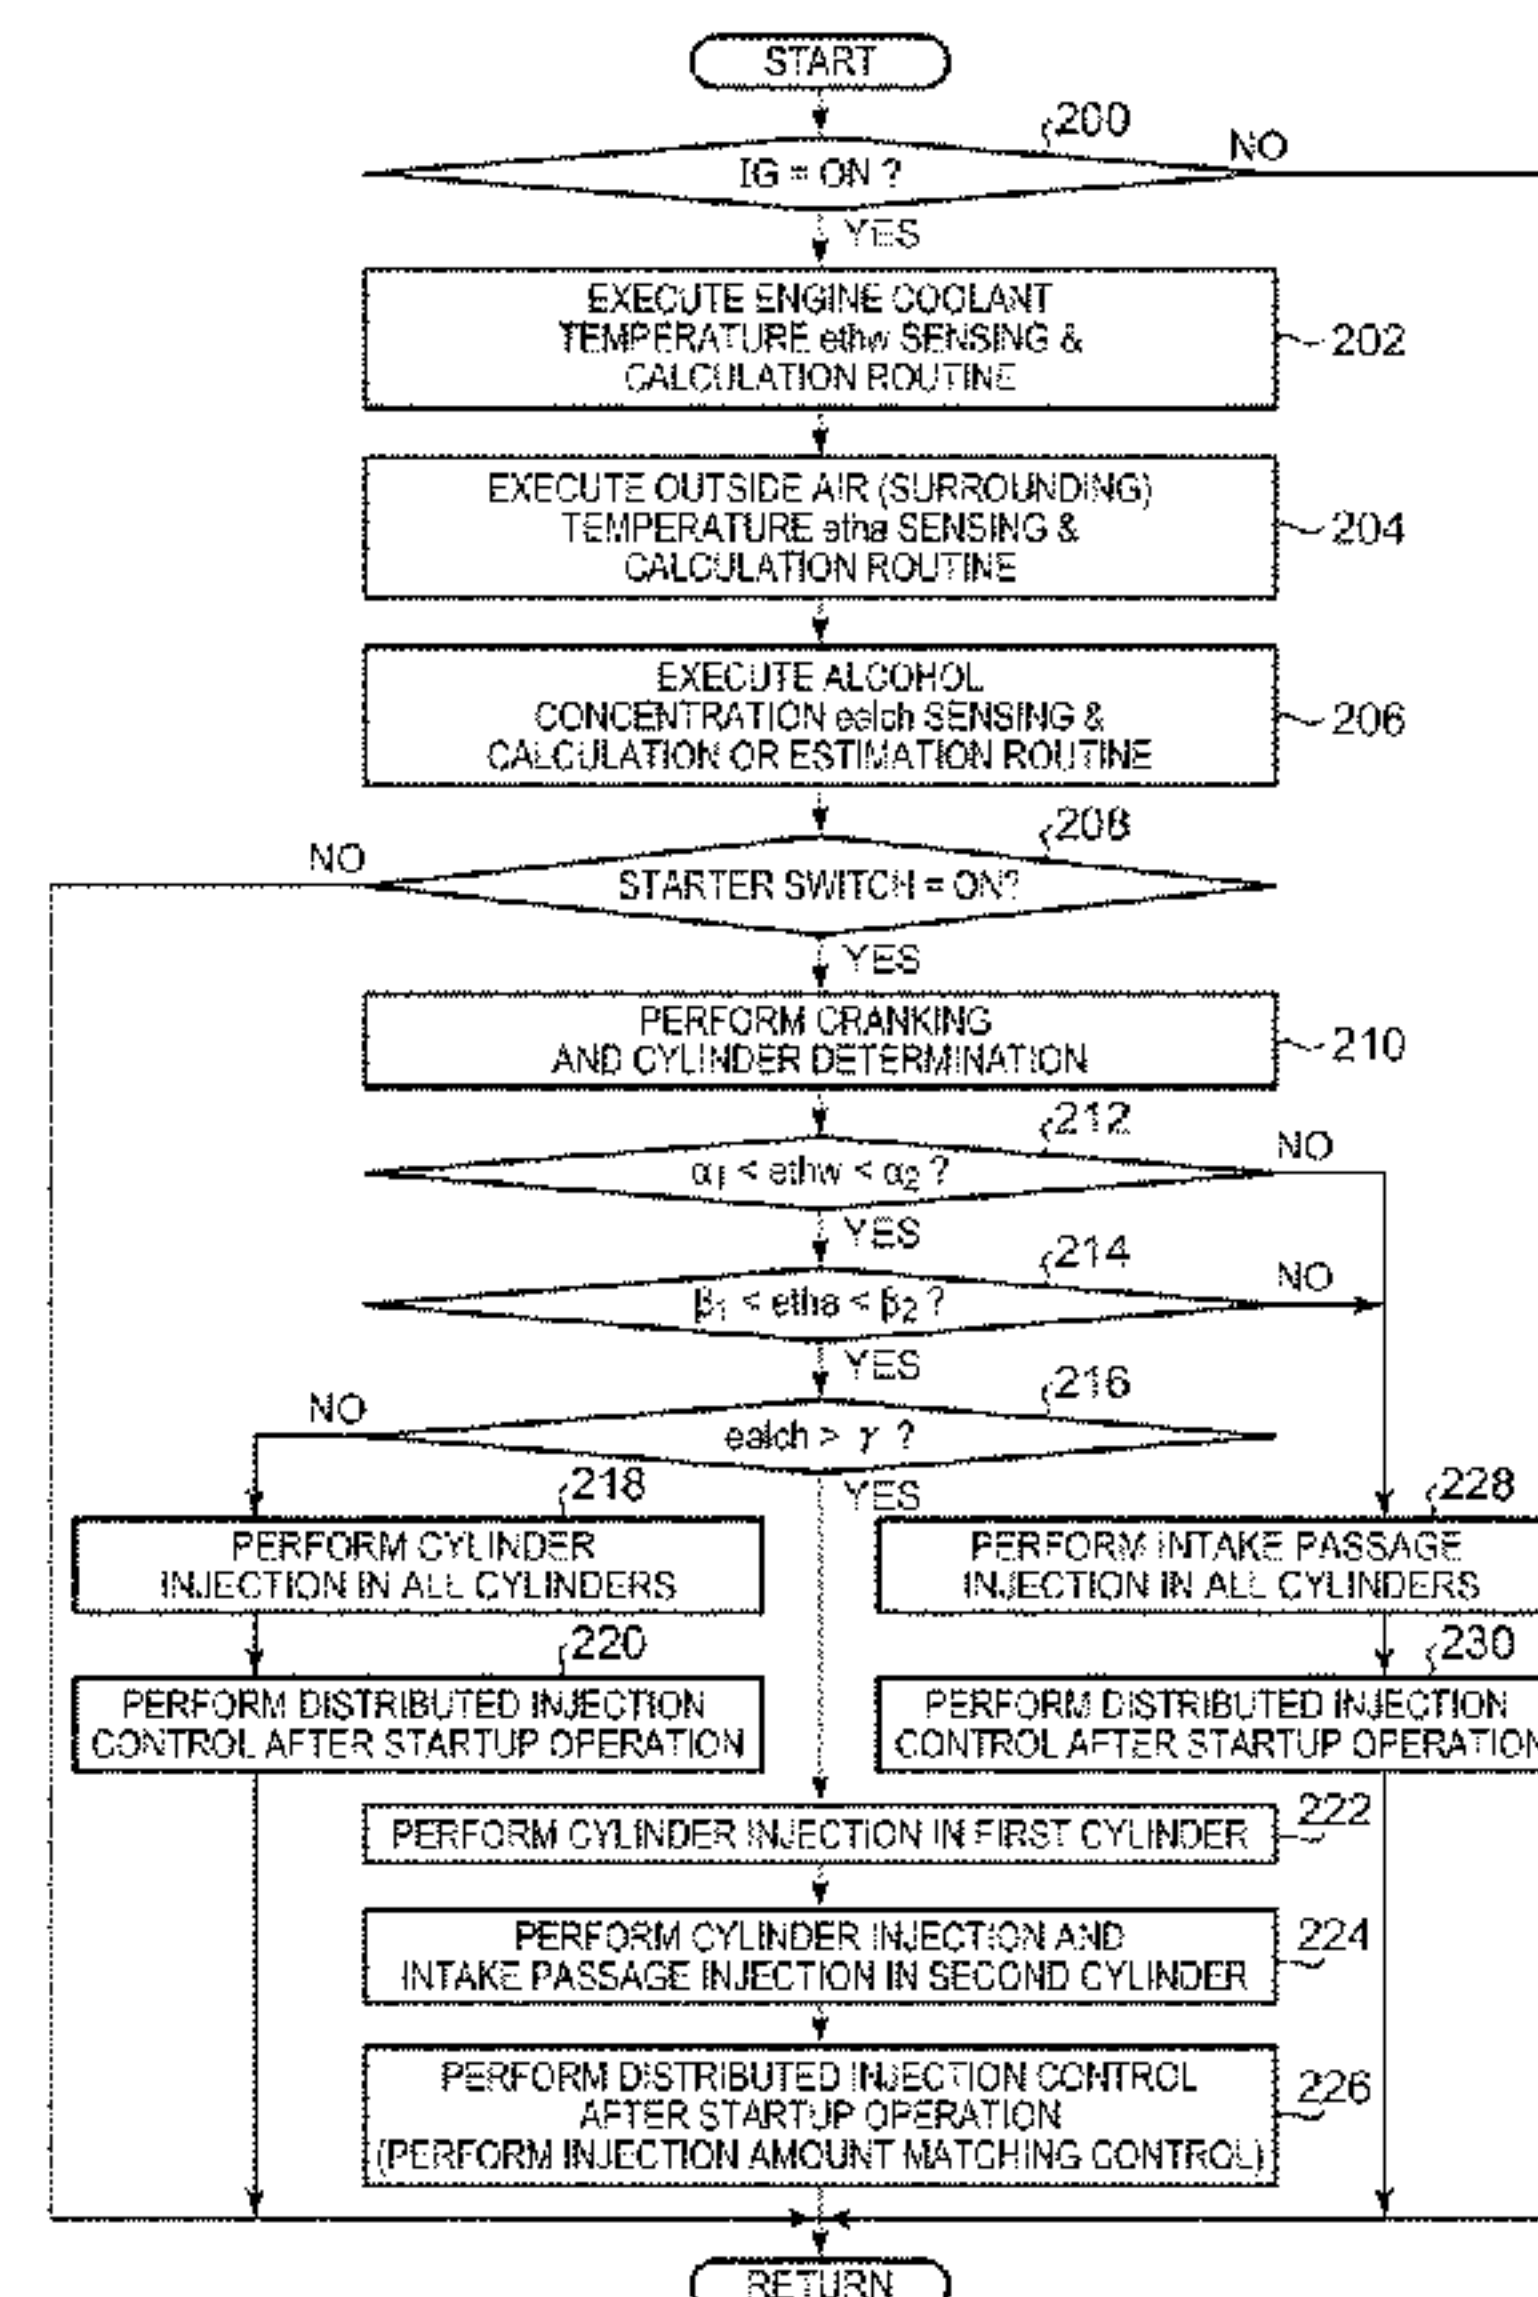 START
200
IG = ON ?
NO
YES
EXECUTE ENGINE COOLANT
TEMPERATURE ethw SENSING &
CALCULATION ROUTINE
202
EXECUTE OUTSIDE AIR (SURROUNDING)
TEMPERATURE etha SENSING &
CALCULATION ROUTINE
204
EXECUTE ALCOHOL
CONCENTRATION ealch SENSING &
CALCULATION OR ESTIMATION ROUTINE
206
208
NO
STARTER SWITCH = ON?
YES
PERFORM CRANKING
AND CYLINDER DETERMINATION
210
212
α1 < ethw < α2 ?
NO
YES
214
β1 < etha < β2 ?
NO
YES
216
NO
ealch > γ ?
YES
218
PERFORM CYLINDER
INJECTION IN ALL CYLINDERS
228
PERFORM INTAKE PASSAGE
INJECTION IN ALL CYLINDERS
220
PERFORM DISTRIBUTED INJECTION
CONTROL AFTER STARTUP OPERATION
230
PERFORM DISTRIBUTED INJECTION
CONTROL AFTER STARTUP OPERATION
PERFORM CYLINDER INJECTION IN FIRST CYLINDER
222
PERFORM CYLINDER INJECTION AND
INTAKE PASSAGE INJECTION IN SECOND CYLINDER
224
PERFORM DISTRIBUTED INJECTION CONTROL
AFTER STARTUP OPERATION
(PERFORM INJECTION AMOUNT MATCHING CONTROL)
226
RETURN